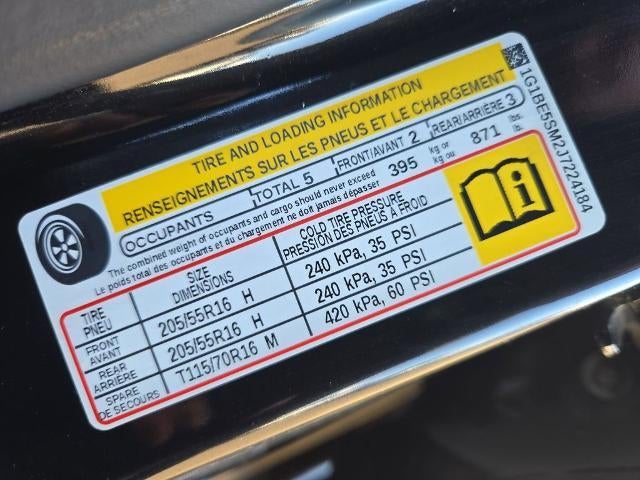 TIRE AND LOADING INFORMATION
RENSEIGNEMENTS SUR LES PNEUS ET LE CHARGEMENT
OCCUPANTS TOTAL 5 FRONT/AVANT 2 REAR/ARRIÈRE 3
The combined weight of occupants and cargo should never exceed 395 kg or 871 lbs.
Le poids total des occupants et du chargement ne doit jamais dépasser kg ou lb.
TIRE SIZE COLD TIRE PRESSURE
PNEU DIMENSIONS PRESSION DES PNEUS À FROID
FRONT 205/55R16 H 240 kPa, 35 PSI
AVANT
REAR 205/55R16 H 240 kPa, 35 PSI
ARRIÈRE
SPARE T115/70R16 M 420 kPa, 60 PSI
DE SECOURS
1G1BE5SM2J7224184